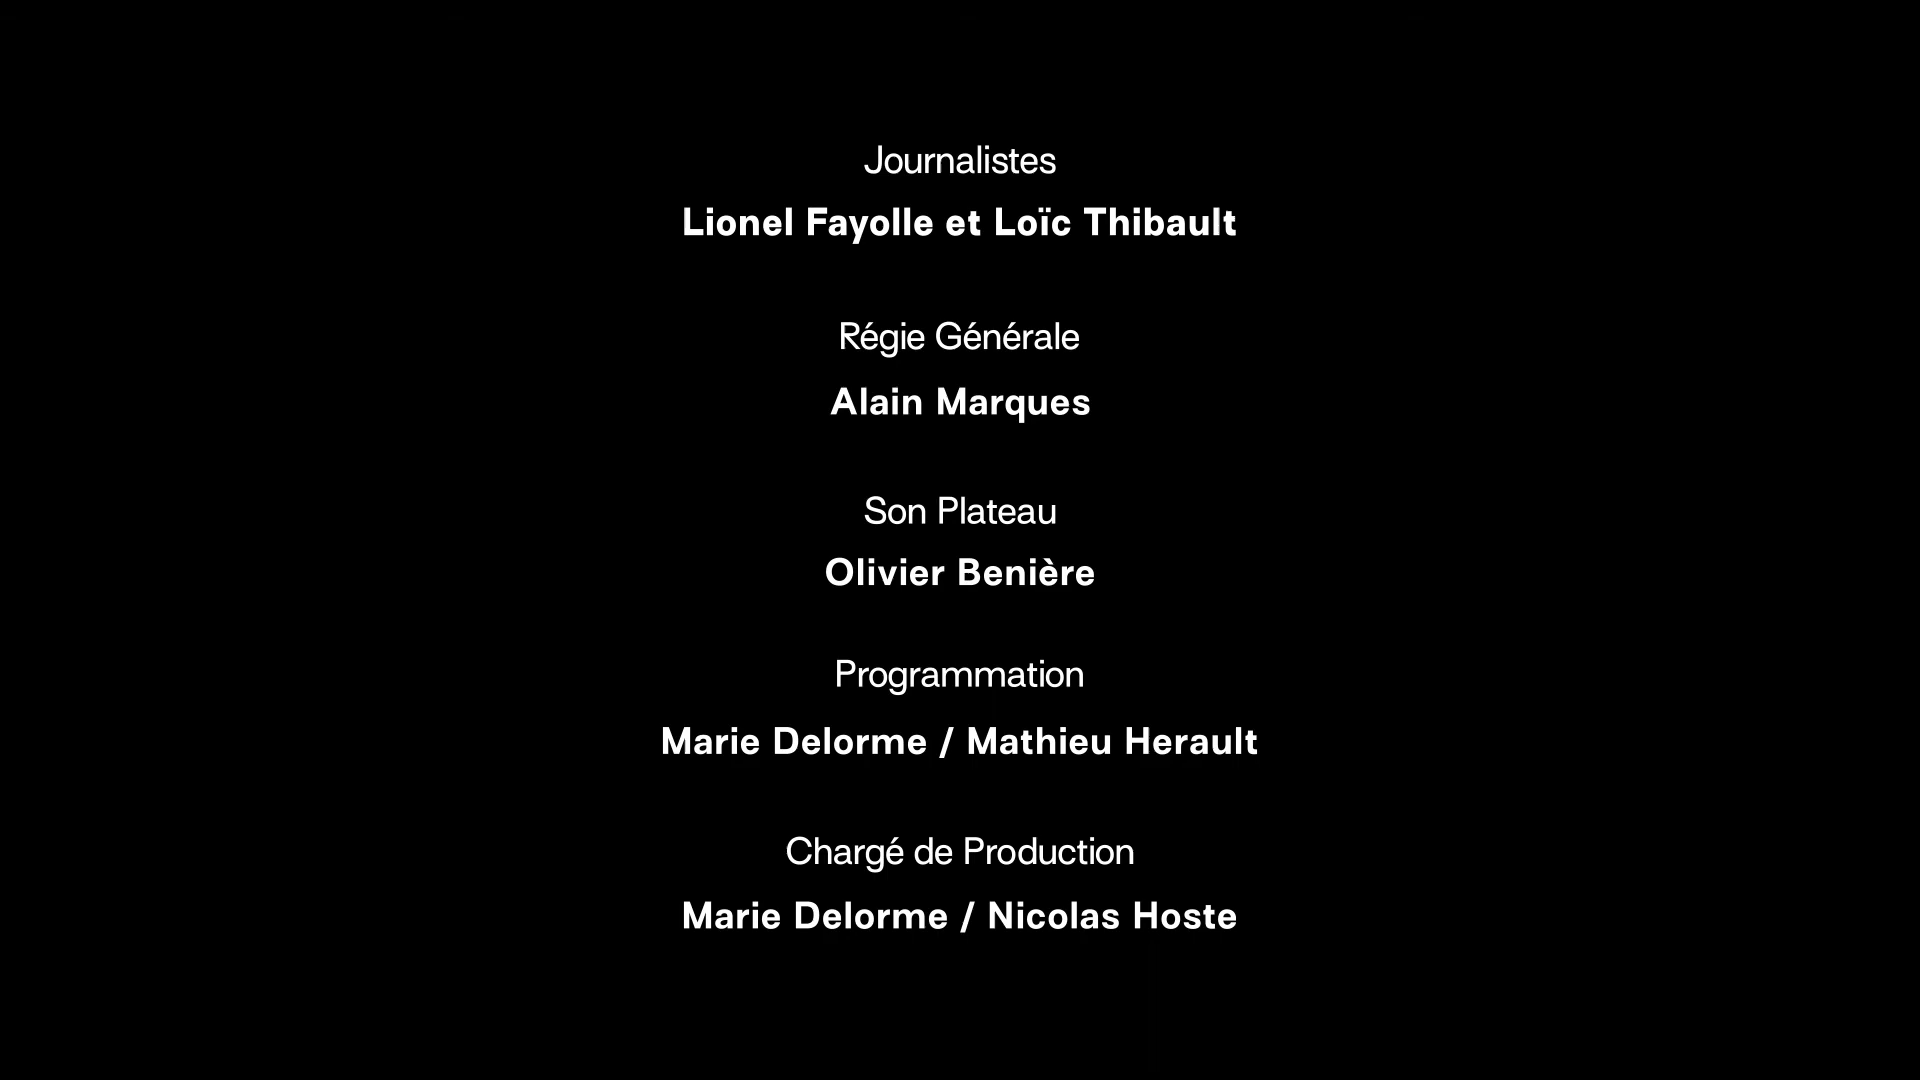 Journalistes
Lionel Fayolle et Loïc Thibault
Régie Générale
Alain Marques
Son Plateau
Olivier Benière
Programmation
Marie Delorme / Mathieu Herault
Chargé de Production
Marie Delorme / Nicolas Hoste